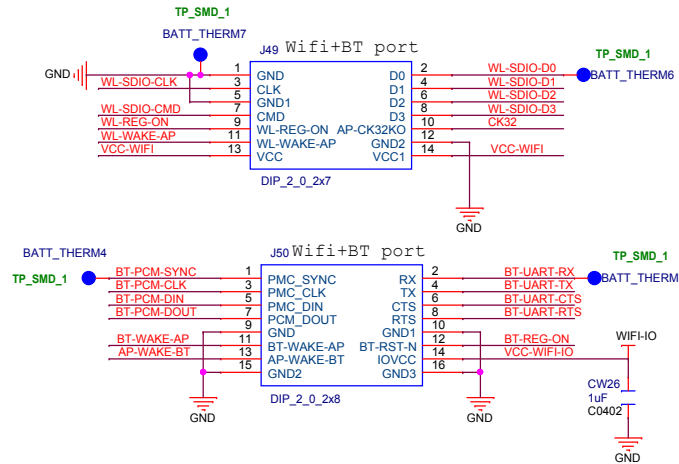 TP_SMD_1
BATT_THERM7
J49 Wifi+BT port
TP_SMD_1
GND
1 GND D0 2 WL-SDIO-D0
BATT_THERM6
WL-SDIO-CLK 3 CLK D1 4 WL-SDIO-D1
5 GND1 D2 6 WL-SDIO-D2
WL-SDIO-CMD 7 CMD D3 8 WL-SDIO-D3
WL-REG-ON 9 WL-REG-ON AP-CK32KO 10 CK32
WL-WAKE-AP 11 WL-WAKE-AP GND2 12
VCC-WIFI 13 VCC VCC1 14 VCC-WIFI
DIP_2_0_2x7
GND
J50 Wifi+BT port
BATT_THERM4
TP_SMD_1
TP_SMD_1
BT-PCM-SYNC 1 PMC_SYNC RX 2 BT-UART-RX
BATT_THERM
BT-PCM-CLK 3 PMC_CLK TX 4 BT-UART-TX
BT-PCM-DIN 5 PMC_DIN CTS 6 BT-UART-CTS
BT-PCM-DOUT 7 PCM_DOUT RTS 8 BT-UART-RTS
9 GND GND1 10
BT-WAKE-AP 11 BT-WAKE-AP BT-RST-N 12 BT-REG-ON
WIFI-IO
AP-WAKE-BT 13 AP-WAKE-BT IOVCC 14 VCC-WIFI-IO
15 GND2 GND3 16
DIP_2_0_2x8
CW26
1uF
C0402
GND
GND
GND